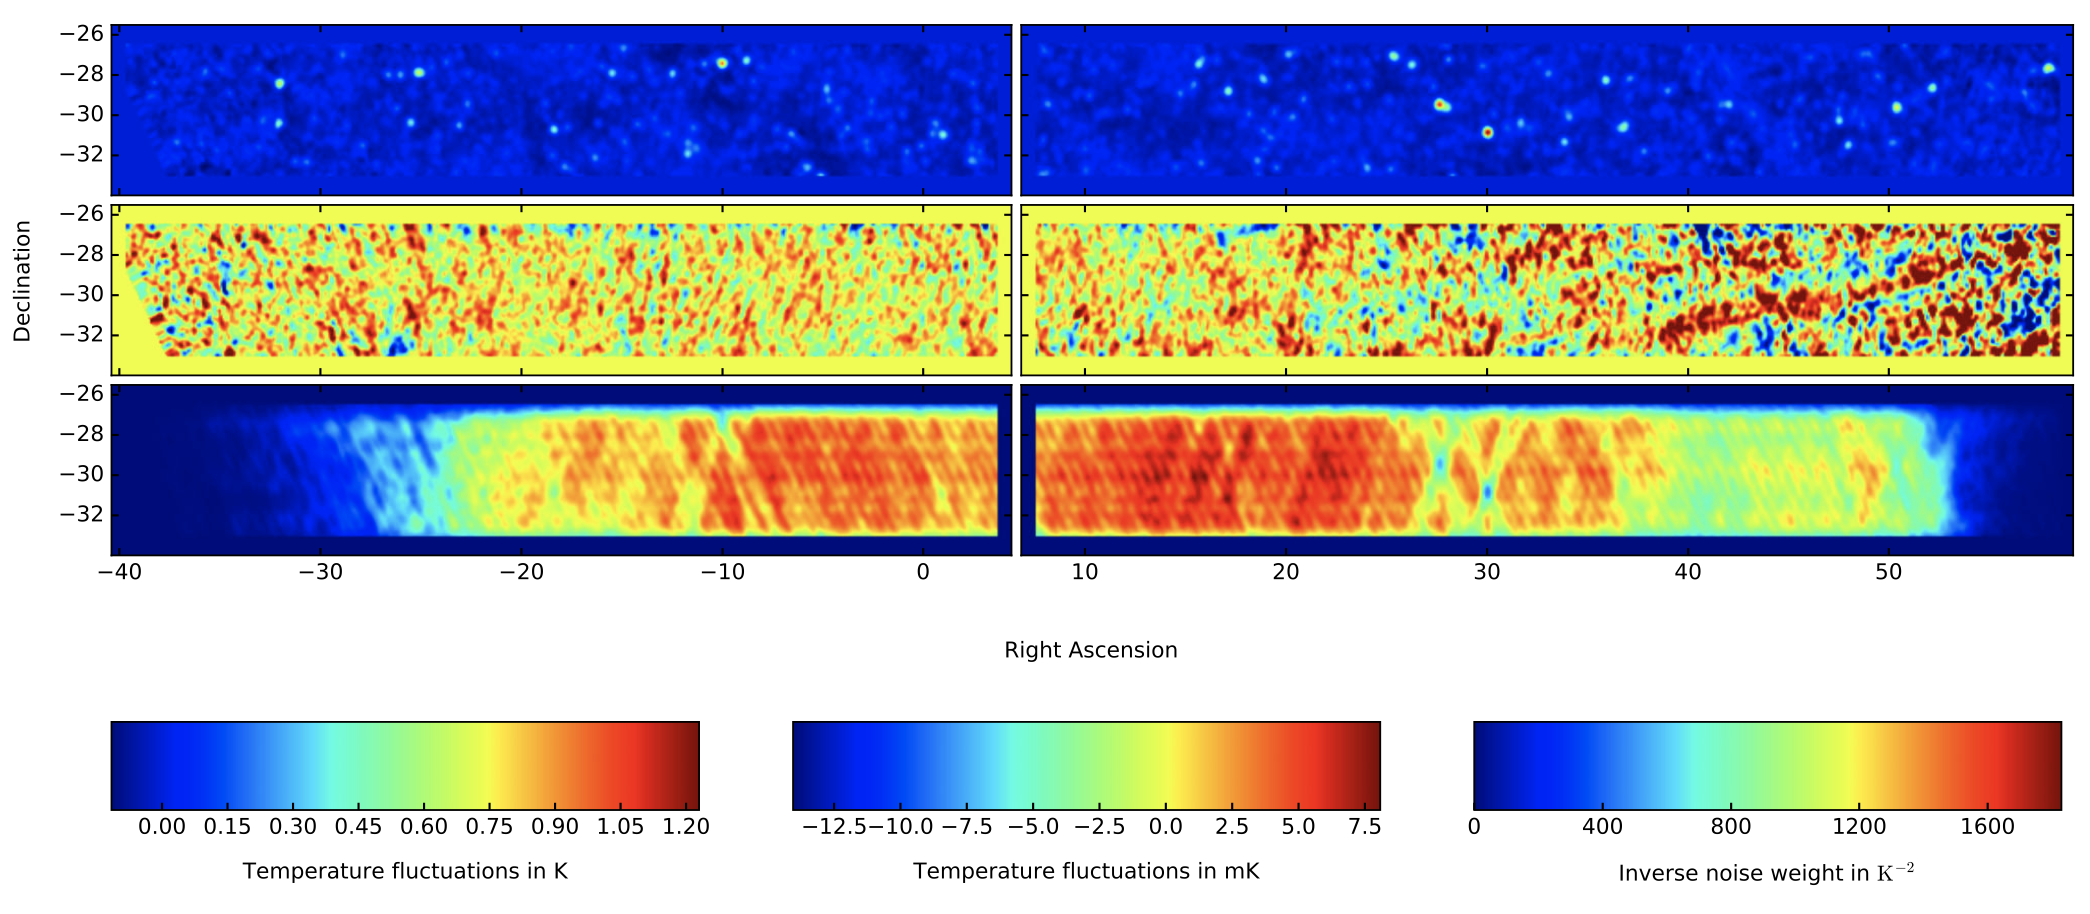 −26
−28
−30
−32
−26
−28
−30
−32
−26
−28
−30
−32
Declination
−40 −30 −20 −10 0 10 20 30 40 50
Right Ascension
0.00 0.15 0.30 0.45 0.60 0.75 0.90 1.05 1.20
Temperature fluctuations in K
−12.5 −10.0 −7.5 −5.0 −2.5 0.0 2.5 5.0 7.5
Temperature fluctuations in mK
0 400 800 1200 1600
Inverse noise weight in K⁻²